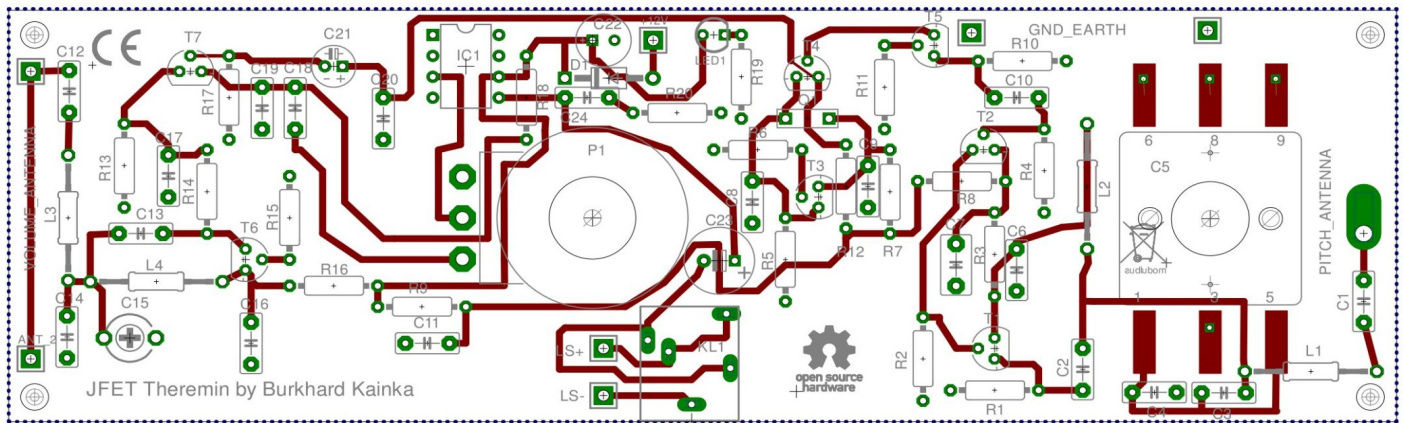 C12
T7
C21
IC1
C22
+12V
LED1
T5
GND_EARTH
R10
C19
C18
C20
R17
D1
R18
C24
R20
R19
T4
R11
C10
T2
6
8
9
VOLUME_ANTENNA
R13
C17
R14
P1
R6
T3
C9
R8
R4
L2
C5
L3
C13
R15
T6
C23
C8
R5
R12
R7
C7
R3
C6
audiubom
PITCH_ANTENNA
L4
R16
R9
1
3
5
C1
C14
C15
C16
C11
KL1
T1
ANT_2
LS+
R2
C2
L1
JFET Theremin by Burkhard Kainka
LS-
open source
hardware
R1
C4
C3